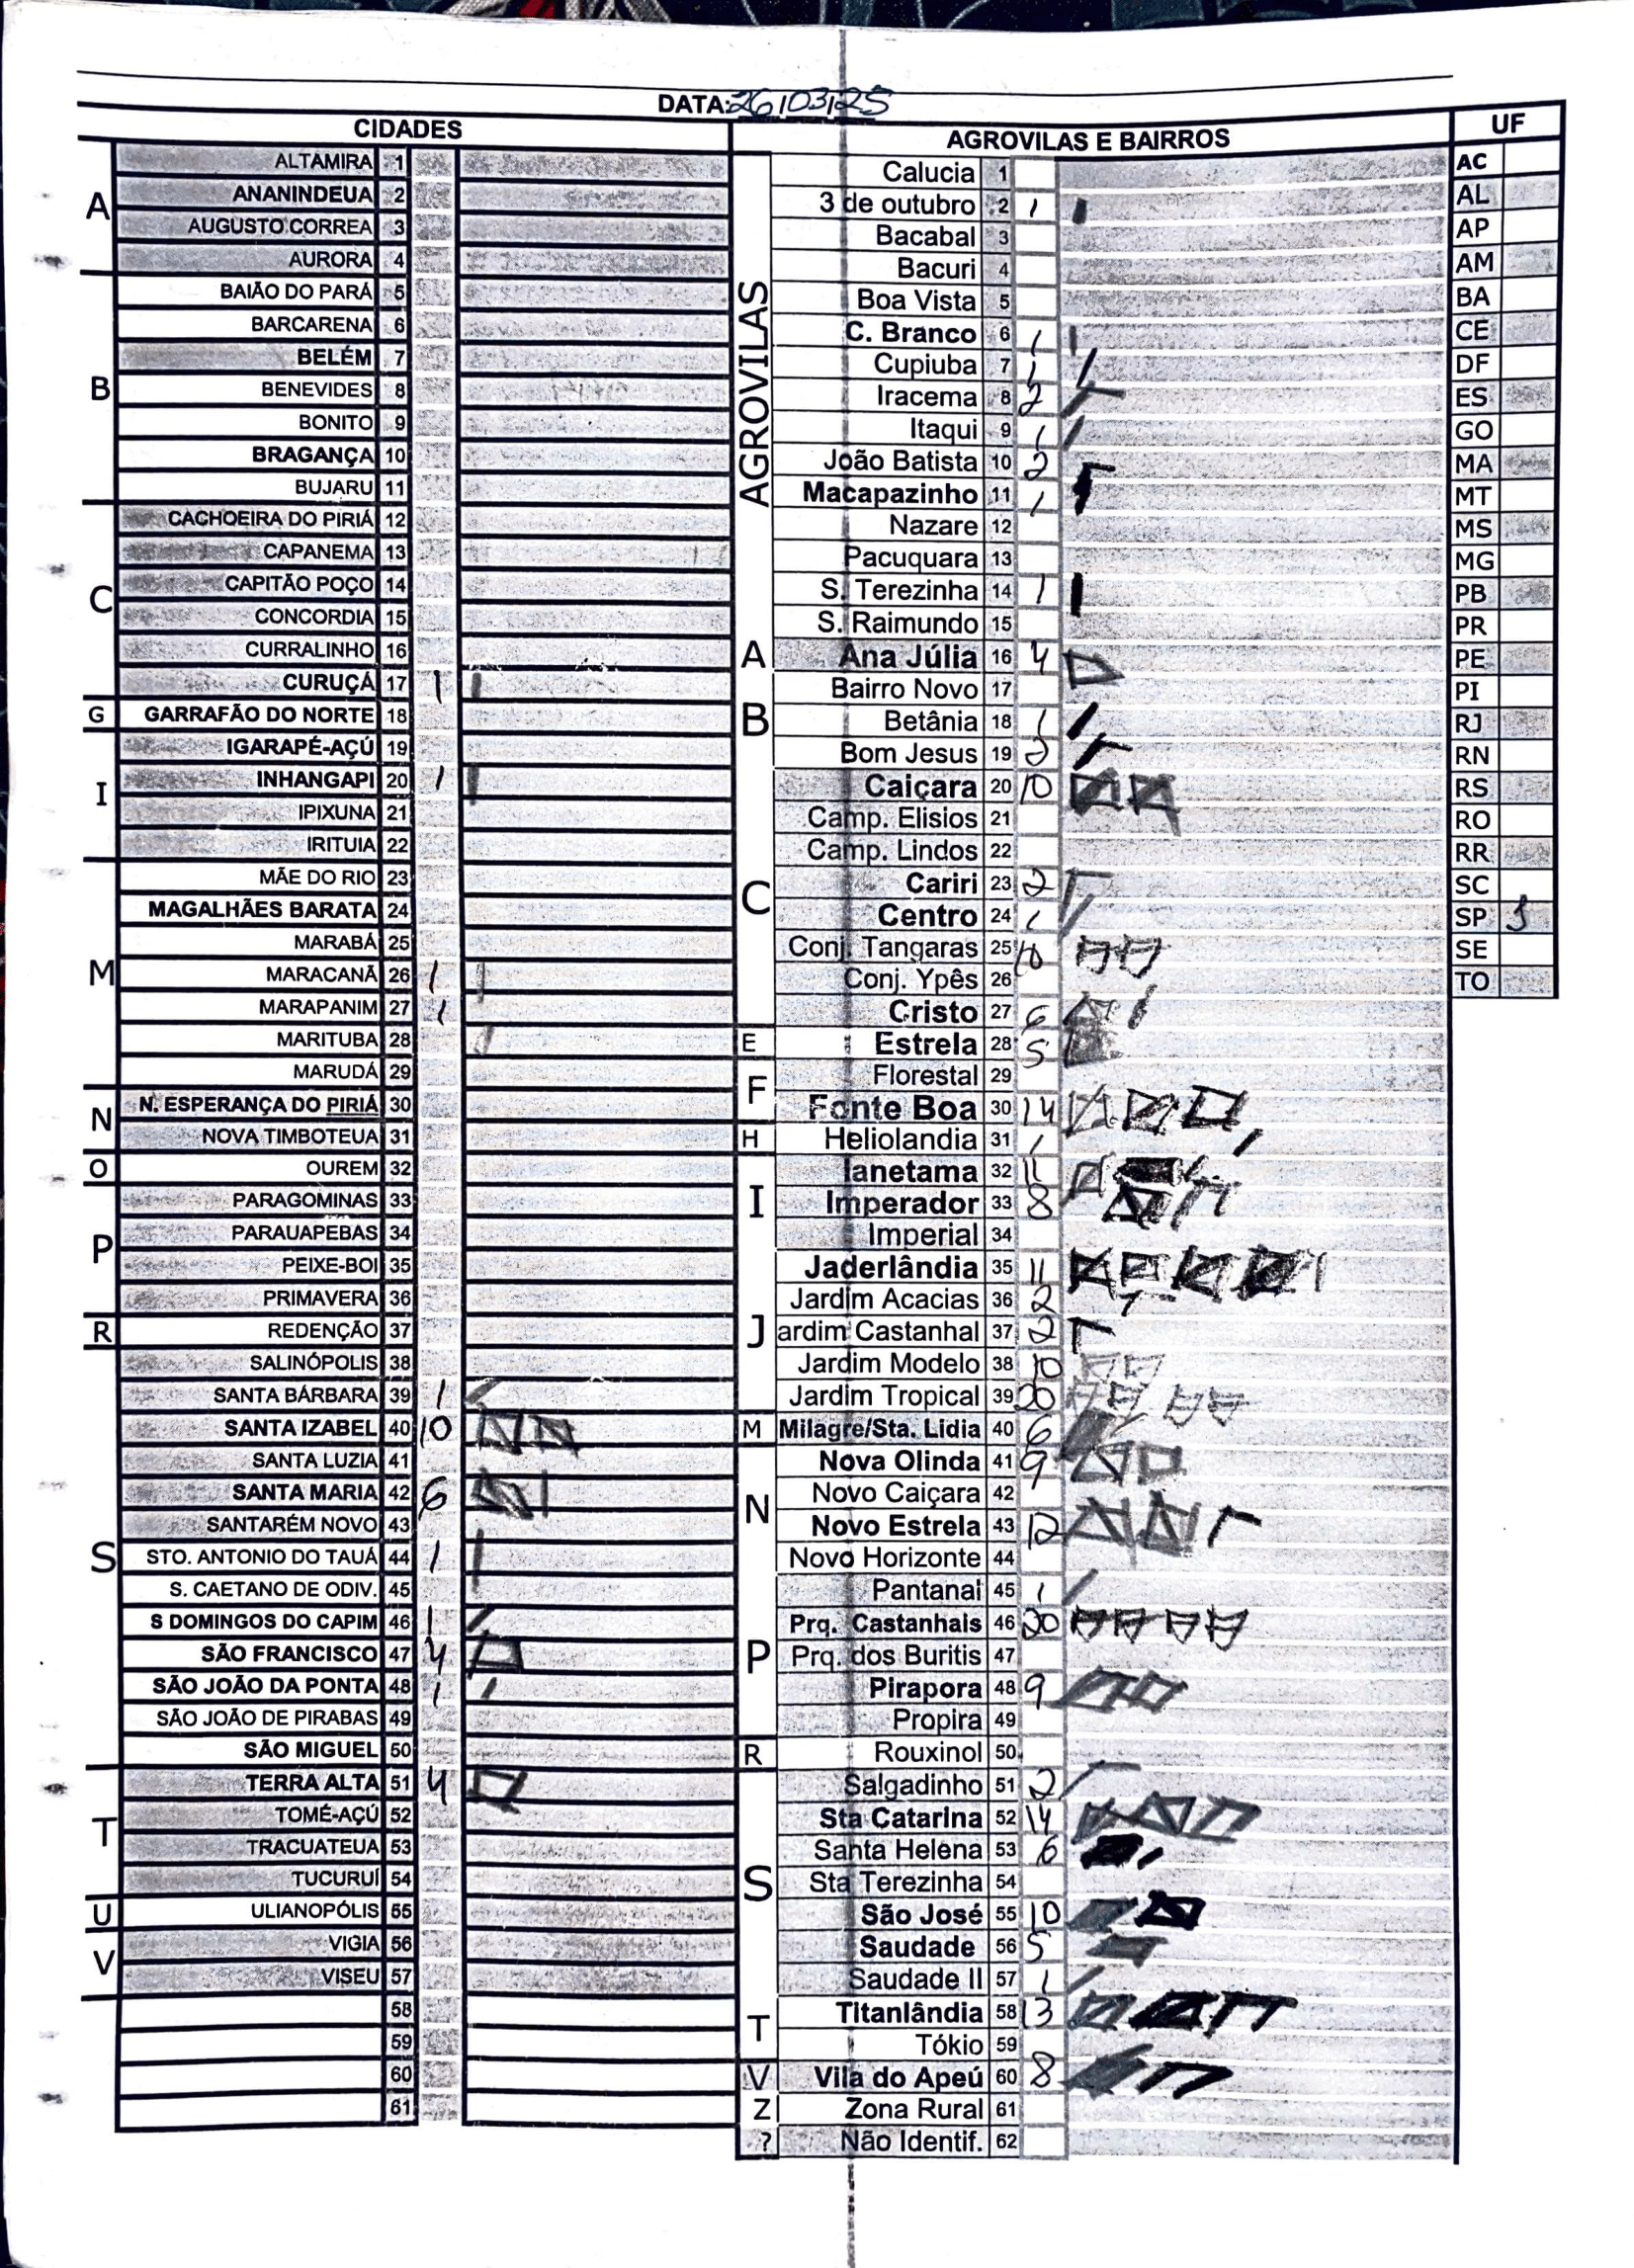 DATA: 26/03/25
CIDADES
A
ALTAMIRA 1
ANANINDEUA 2
AUGUSTO CORREA 3
AURORA 4
B
BAIÃO DO PARÁ 5
BARCARENA 6
BELÉM 7
BENEVIDES 8
BONITO 9
BRAGANÇA 10
BUJARU 11
C
CACHOEIRA DO PIRIÁ 12
CAPANEMA 13
CAPITÃO POÇO 14
CONCORDIA 15
CURRALINHO 16
CURUÇÁ 17 1
G
GARRAFÃO DO NORTE 18
I
IGARAPÉ-AÇÚ 19
INHANGAPI 20 1
IPIXUNA 21
IRITUIA 22
M
MÃE DO RIO 23
MAGALHÃES BARATA 24
MARABÁ 25
MARACANÃ 26 1
MARAPANIM 27 1
MARITUBA 28
MARUDÁ 29
N
N. ESPERANÇA DO PIRIÁ 30
NOVA TIMBOTEUA 31
O
OUREM 32
P
PARAGOMINAS 33
PARAUAPEBAS 34
PEIXE-BOI 35
PRIMAVERA 36
R
REDENÇÃO 37
S
SALINÓPOLIS 38
SANTA BÁRBARA 39 1
SANTA IZABEL 40 10
SANTA LUZIA 41
SANTA MARIA 42 6
SANTARÉM NOVO 43
STO. ANTONIO DO TAUÁ 44 1
S. CAETANO DE ODIV. 45
S DOMINGOS DO CAPIM 46 1
SÃO FRANCISCO 47 4
SÃO JOÃO DA PONTA 48 1
SÃO JOÃO DE PIRABAS 49
SÃO MIGUEL 50
T
TERRA ALTA 51 4
TOMÉ-AÇÚ 52
TRACUATEUA 53
TUCURUÍ 54
U
ULIANOPÓLIS 55
V
VIGIA 56
VISEU 57
58
59
60
61
AGROVILAS E BAIRROS
AGROVILAS
Calucia 1
3 de outubro 2 1
Bacabal 3
Bacuri 4
Boa Vista 5
C. Branco 6 1
Cupiuba 7 1
Iracema 8 2
Itaqui 9 1
João Batista 10 2
Macapazinho 11 1
Nazare 12
Pacuquara 13
S. Terezinha 14 1
S. Raimundo 15
A
Ana Júlia 16 4
B
Bairro Novo 17
Betânia 18 1
Bom Jesus 19 2
C
Caiçara 20 10
Camp. Elisios 21
Camp. Lindos 22
Cariri 23 2
Centro 24 1
Conj. Tangaras 25 10
Conj. Ypês 26
Cristo 27 6
E
Estrela 28 5
F
Florestal 29
Fonte Boa 30 14
H
Heliolandia 31 1
I
Ianetama 32 11
Imperador 33 8
Imperial 34
J
Jaderlândia 35 11
Jardim Acacias 36 2
ardim Castanhal 37 2
Jardim Modelo 38 10
Jardim Tropical 39 20
M
Milagre/Sta. Lidia 40 6
N
Nova Olinda 41 9
Novo Caiçara 42
Novo Estrela 43 12
Novo Horizonte 44
P
Pantanal 45 1
Prq. Castanhais 46 20
Prq. dos Buritis 47
Pirapora 48 9
Propira 49
R
Rouxinol 50
S
Salgadinho 51 2
Sta Catarina 52 14
Santa Helena 53 6
Sta Terezinha 54
São José 55 10
Saudade 56 5
Saudade II 57 1
T
Titanlândia 58 13
Tókio 59
V
Vila do Apeú 60 8
Z
Zona Rural 61
?
Não Identif. 62
UF
AC
AL
AP
AM
BA
CE
DF
ES
GO
MA
MT
MS
MG
PB
PR
PE
PI
RJ
RN
RS
RO
RR
SC
SP
SE
TO